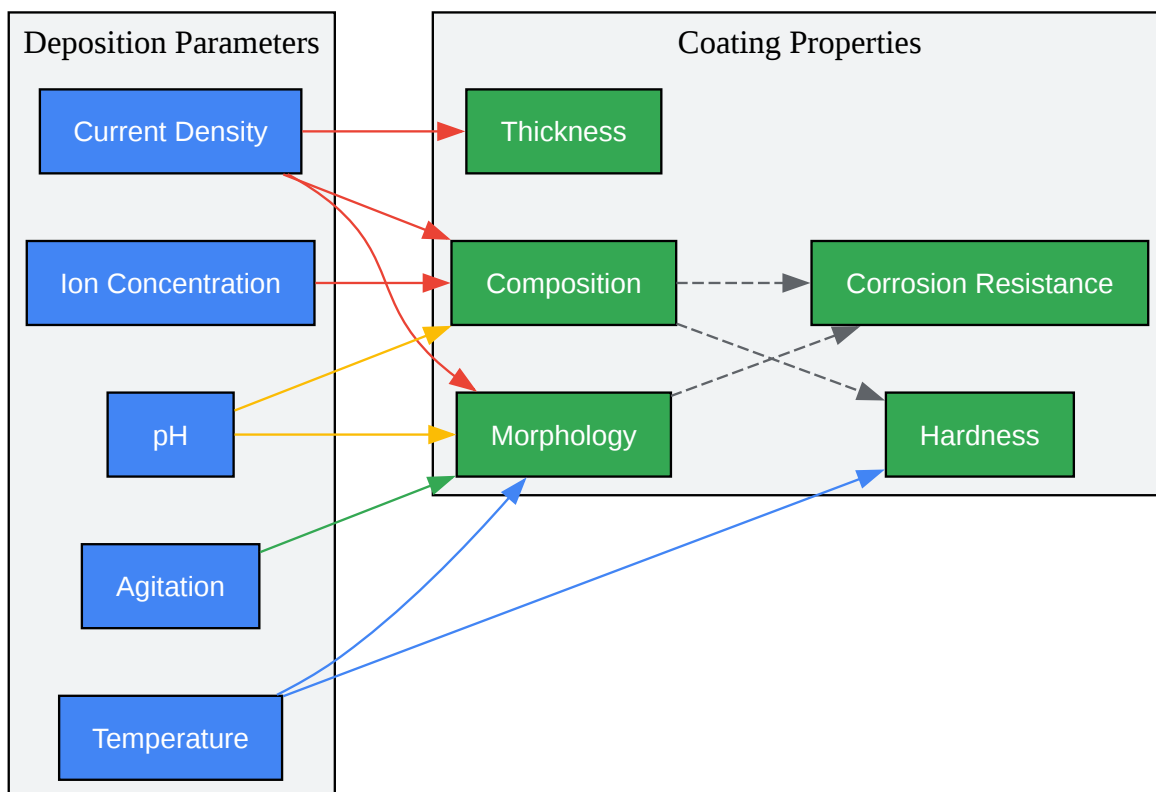 Deposition Parameters
Current Density
Ion Concentration
pH
Agitation
Temperature
Coating Properties
Thickness
Composition
Corrosion Resistance
Morphology
Hardness